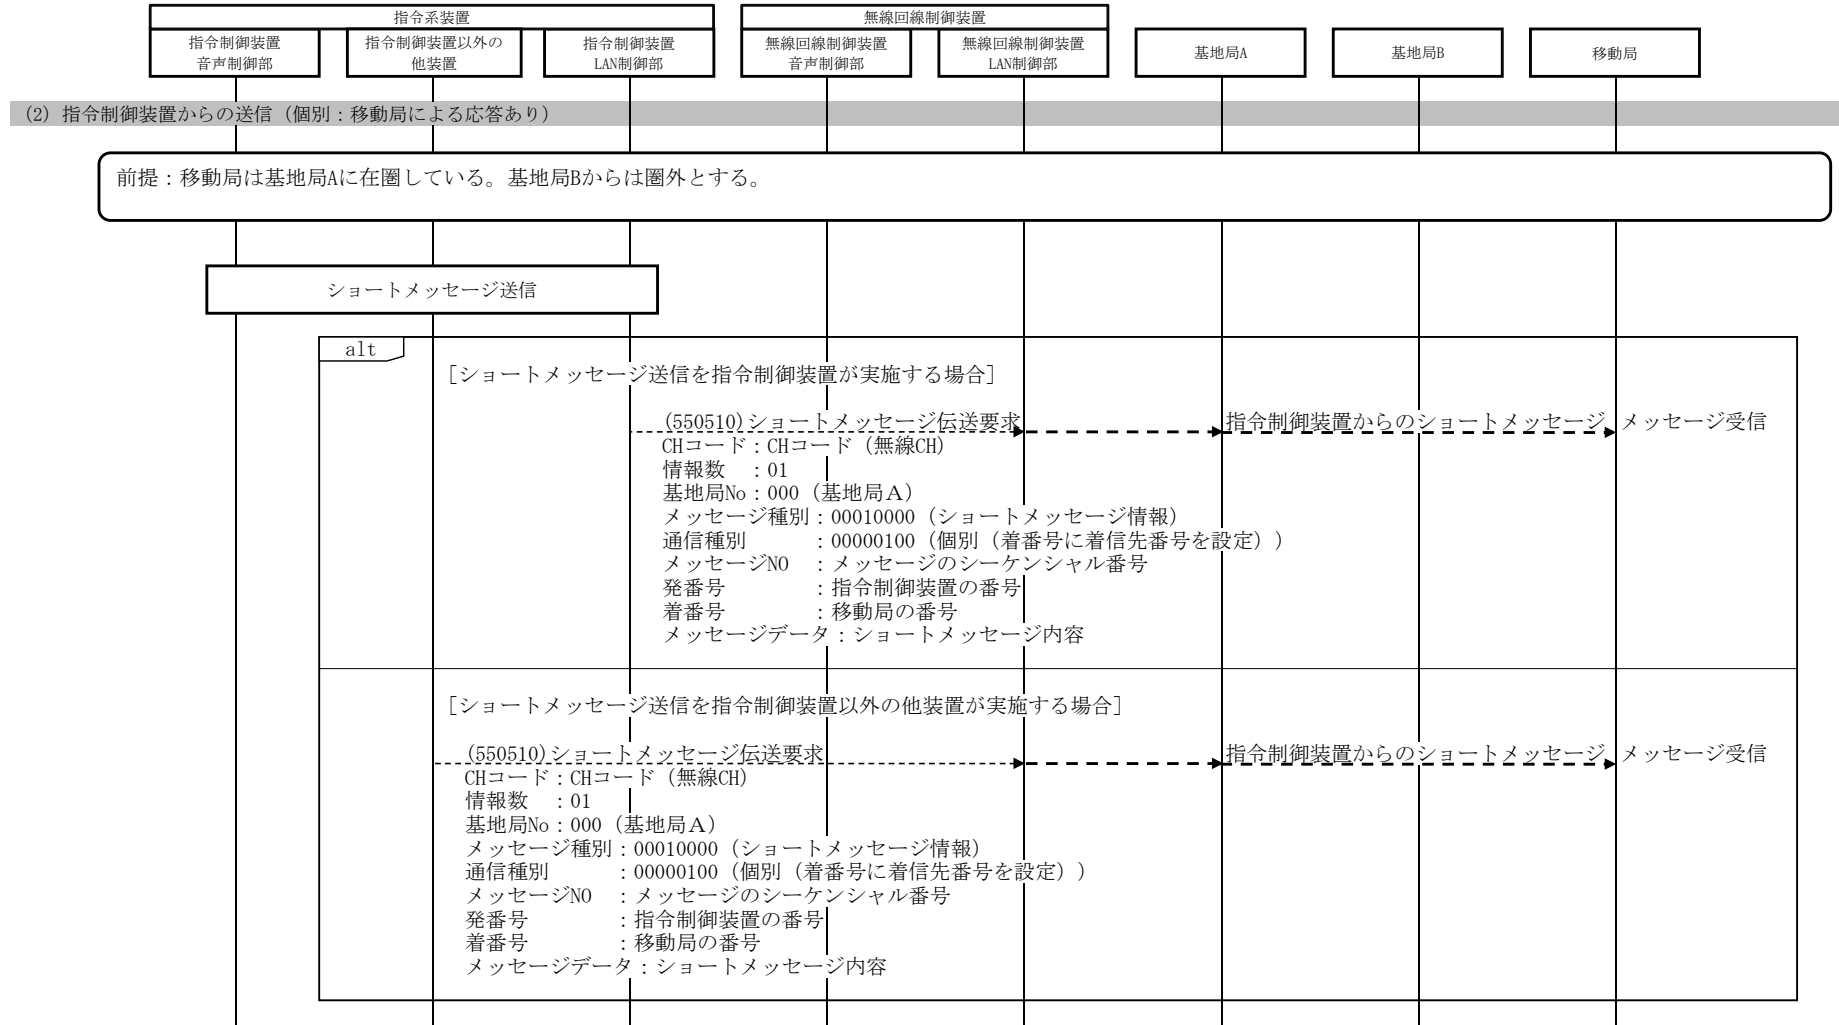 指令系装置
無線回線制御装置
指令制御装置
音声制御部
指令制御装置以外の
他装置
指令制御装置
LAN制御部
無線回線制御装置
音声制御部
無線回線制御装置
LAN制御部
基地局A
基地局B
移動局
(2) 指令制御装置からの送信（個別：移動局による応答あり）
前提：移動局は基地局Aに在圏している。基地局Bからは圏外とする。
ショートメッセージ送信
alt
［ショートメッセージ送信を指令制御装置が実施する場合］
(550510)ショートメッセージ伝送要求
指令制御装置からのショートメッセージ
メッセージ受信
CHコード：CHコード（無線CH）
情報数　：01
基地局No：000（基地局Ａ）
メッセージ種別：00010000（ショートメッセージ情報）
通信種別　　　：00000100（個別（着番号に着信先番号を設定））
メッセージNO　：メッセージのシーケンシャル番号
発番号　　　　：指令制御装置の番号
着番号　　　　：移動局の番号
メッセージデータ：ショートメッセージ内容
［ショートメッセージ送信を指令制御装置以外の他装置が実施する場合］
(550510)ショートメッセージ伝送要求
指令制御装置からのショートメッセージ
メッセージ受信
CHコード：CHコード（無線CH）
情報数　：01
基地局No：000（基地局Ａ）
メッセージ種別：00010000（ショートメッセージ情報）
通信種別　　　：00000100（個別（着番号に着信先番号を設定））
メッセージNO　：メッセージのシーケンシャル番号
発番号　　　　：指令制御装置の番号
着番号　　　　：移動局の番号
メッセージデータ：ショートメッセージ内容